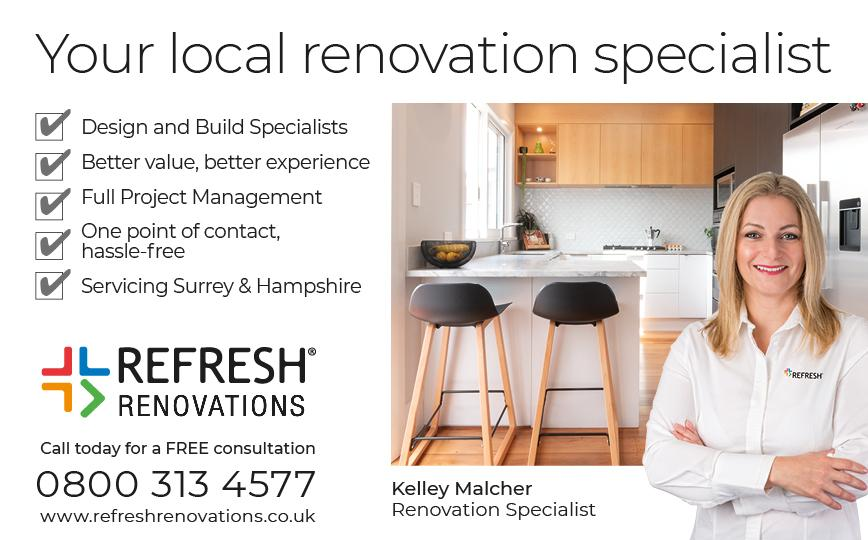 Your local renovation specialist
Design and Build Specialists
Better value, better experience
Full Project Management
One point of contact,
hassle-free
Servicing Surrey & Hampshire
REFRESH®
RENOVATIONS
Call today for a FREE consultation
0800 313 4577
www.refreshrenovations.co.uk
REFRESH
Kelley Malcher
Renovation Specialist